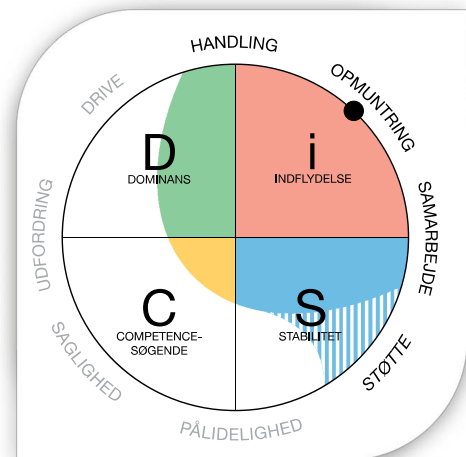 HANDLING
DRIVE
OPMUNTRING
D
DOMINANS
i
INDFLYDELSE
UDFORDRING
SAMARBEJDE
C
COMPETENCE-
SØGENDE
S
STABILITET
SAGLIGHED
STØTTE
PÅLIDELIGHED